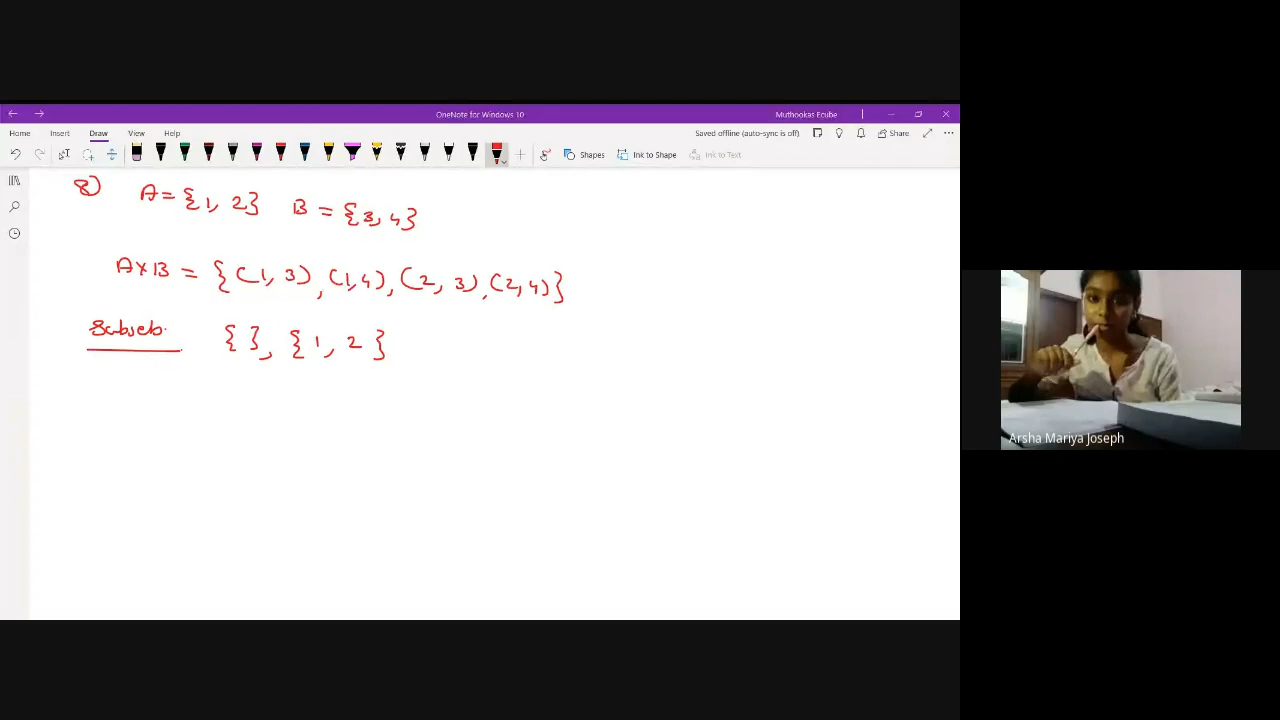 OneNote for Windows 10
Muthookas Ecube
Home Insert Draw View Help
Saved offline (auto-sync is off)
Share
Shapes
Ink to Shape
Ink to Text
8) A = {1, 2} B = {3, 4}
A×B = {(1, 3), (1,4), (2, 3), (2,4)}
Subsets { }, {1, 2}
Arsha Mariya Joseph